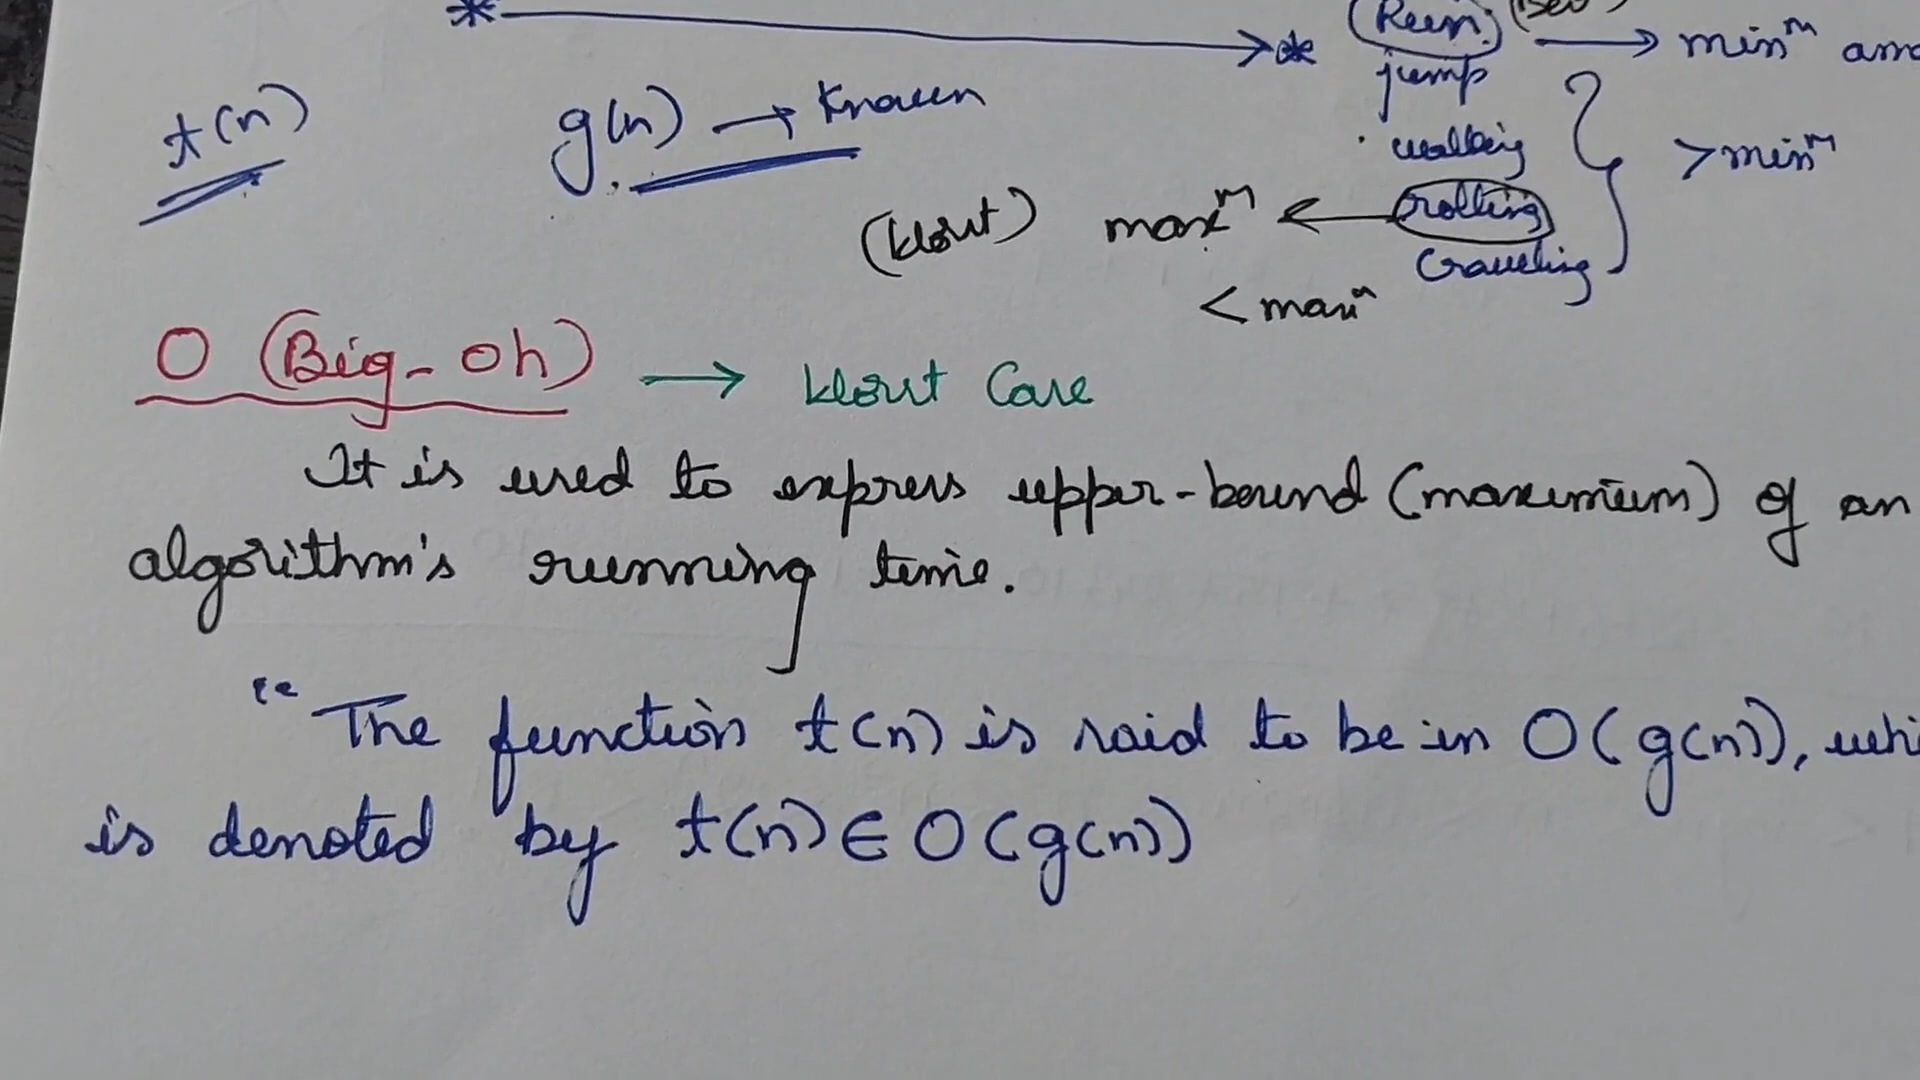 (Run) → minᵐ
jump
t(n) g(n) → Known
walking > minᵐ
(Worst) maxᵐ ← rolling
Crawling
< maxᵐ
O (Big-Oh) → Worst Case
It is used to express upper-bound (maximum) of an
algorithm's running time.
"The function t(n) is said to be in O(g(n)),
is denoted by t(n) ∈ O(g(n))